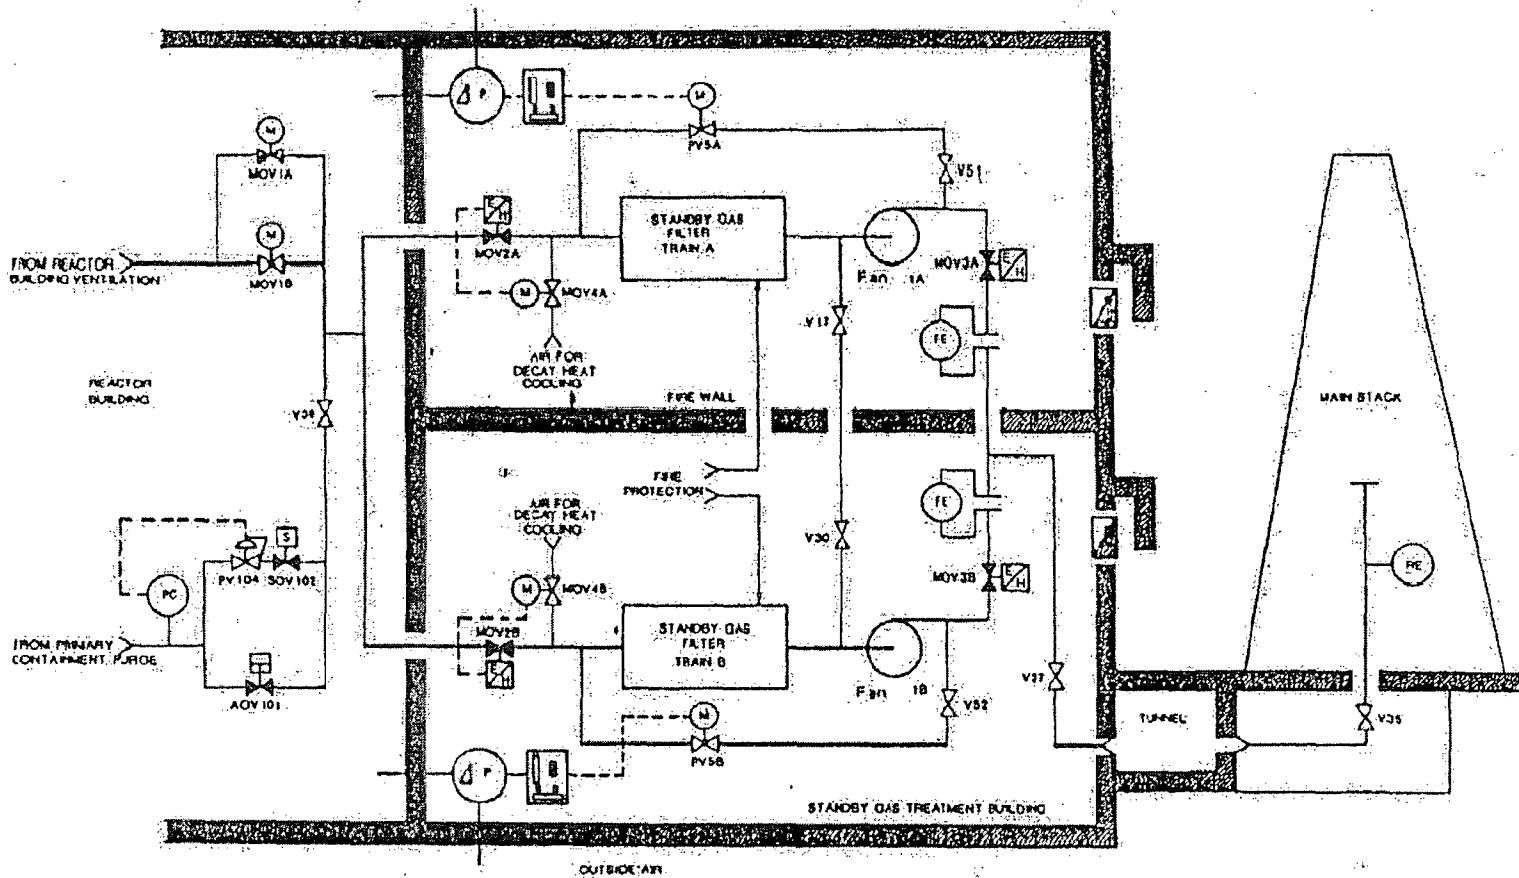 Δ P
M
PV5A
V51
M
MOV1A
M
MOV1B
FROM REACTOR
BUILDING VENTILATION
E/H
MOV2A
M
MOV4A
AIR FOR
DECAY HEAT
COOLING
STANDBY GAS
FILTER
TRAIN A
Fan 1A
MOV3A
E/H
V17
FE
FIRE WALL
REACTOR
BUILDING
MAIN STACK
FIRE
PROTECTION
AIR FOR
DECAY HEAT
COOLING
FE
V30
S
PV104
SOV102
PC
FROM PRIMARY
CONTAINMENT PURGE
AOV101
M
MOV4B
MOV2B
E/H
STANDBY GAS
FILTER
TRAIN B
Fan 1B
MOV3B
E/H
RE
V52
M
PV5B
TUNNEL
V35
Δ P
STANDBY GAS TREATMENT BUILDING
OUTSIDE AIR